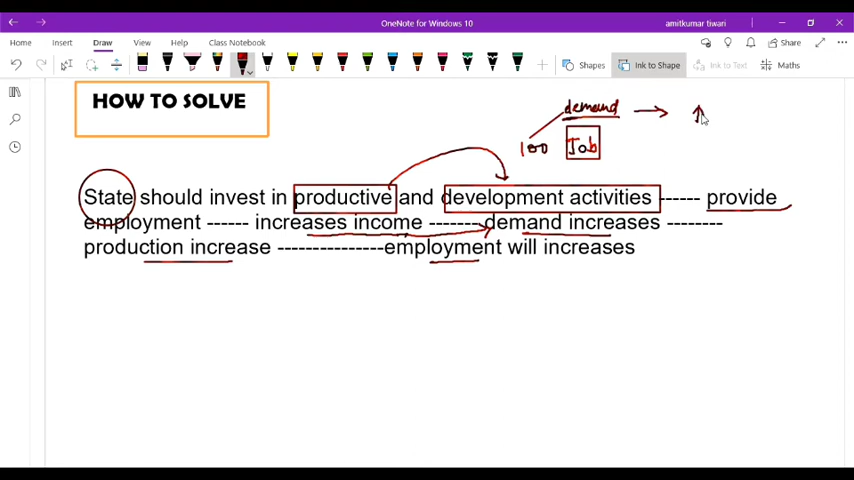 OneNote for Windows 10
amitkumar tiwari
Home Insert Draw View Help Class Notebook
Share
Shapes Ink to Shape Ink to Text Maths
HOW TO SOLVE
demand
100 Job
State should invest in productive and development activities ------ provide
employment ------ increases income -------demand increases --------
production increase ---------------employment will increases